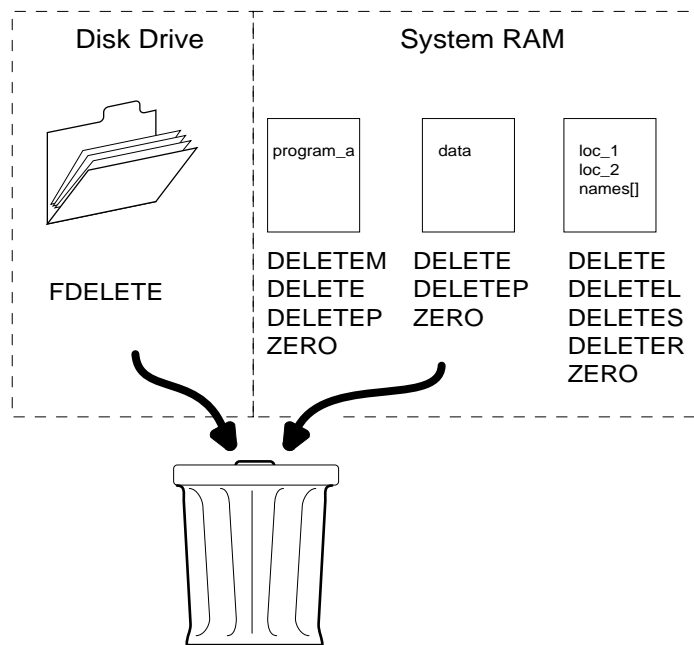 Disk Drive
System RAM
program_a
data
loc_1
loc_2
names[]
FDELETE
DELETEM
DELETE
DELETEP
ZERO
DELETE
DELETEP
ZERO
DELETE
DELETEL
DELETES
DELETER
ZERO